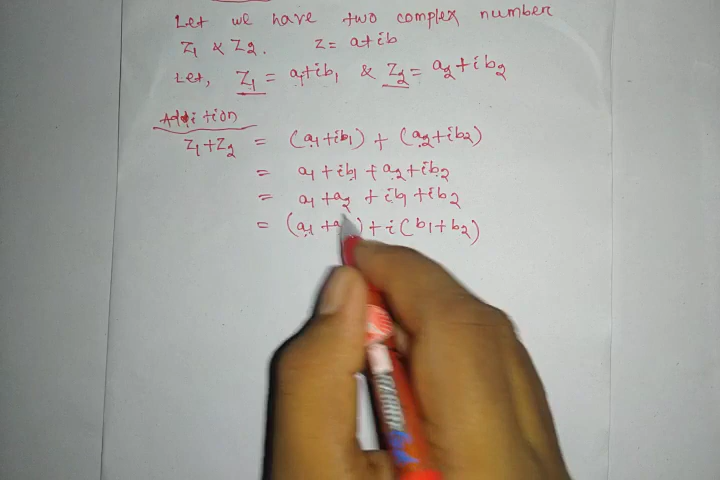 Let we have two complex number
Z₁ & Z₂. Z = a+ib
Let, Z₁ = a₁+ib₁ & Z₂ = a₂+ib₂
Addition
Z₁+Z₂ = (a₁+ib₁) + (a₂+ib₂)
= a₁+ib₁+a₂+ib₂
= a₁+a₂+ib₁+ib₂
= (a₁+a )+i(b₁+b₂)